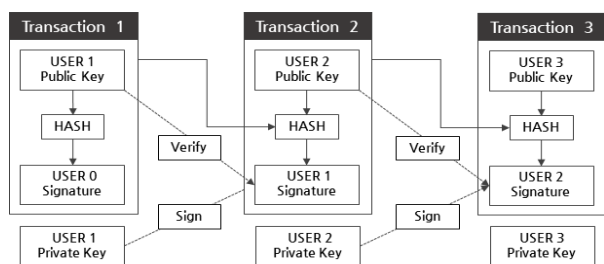 Transaction 1
USER 1
Public Key
HASH
USER 0
Signature
USER 1
Private Key
Verify
Sign
Transaction 2
USER 2
Public Key
HASH
USER 1
Signature
USER 2
Private Key
Verify
Sign
Transaction 3
USER 3
Public Key
HASH
USER 2
Signature
USER 3
Private Key